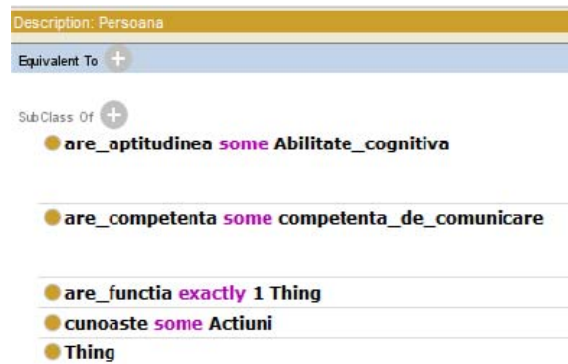 Description: Persoana
Equivalent To
SubClass Of
are_aptitudinea some Abilitate_cognitiva
are_competenta some competenta_de_comunicare
are_functia exactly 1 Thing
cunoaste some Actiuni
Thing